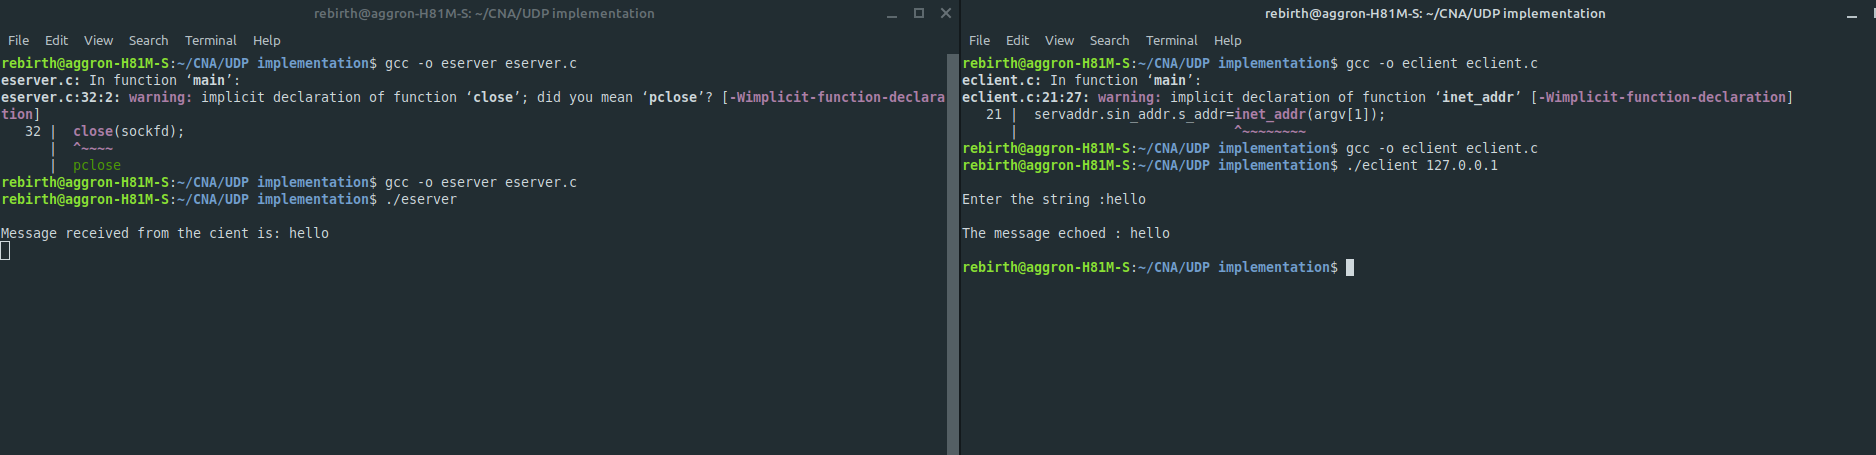 rebirth@aggron-H81M-S: ~/CNA/UDP implementation
File Edit View Search Terminal Help
rebirth@aggron-H81M-S:~/CNA/UDP implementation$ gcc -o eserver eserver.c
eserver.c: In function ‘main’:
eserver.c:32:2: warning: implicit declaration of function ‘close’; did you mean ‘pclose’? [-Wimplicit-function-declara
tion]
   32 |  close(sockfd);
      |  ^~~~~
      |  pclose
rebirth@aggron-H81M-S:~/CNA/UDP implementation$ gcc -o eserver eserver.c
rebirth@aggron-H81M-S:~/CNA/UDP implementation$ ./eserver
Message received from the cient is: hello
rebirth@aggron-H81M-S: ~/CNA/UDP implementation
File Edit View Search Terminal Help
rebirth@aggron-H81M-S:~/CNA/UDP implementation$ gcc -o eclient eclient.c
eclient.c: In function ‘main’:
eclient.c:21:27: warning: implicit declaration of function ‘inet_addr’ [-Wimplicit-function-declaration]
   21 |  servaddr.sin_addr.s_addr=inet_addr(argv[1]);
      |                           ^~~~~~~~~
rebirth@aggron-H81M-S:~/CNA/UDP implementation$ gcc -o eclient eclient.c
rebirth@aggron-H81M-S:~/CNA/UDP implementation$ ./eclient 127.0.0.1
Enter the string :hello
The message echoed : hello
rebirth@aggron-H81M-S:~/CNA/UDP implementation$